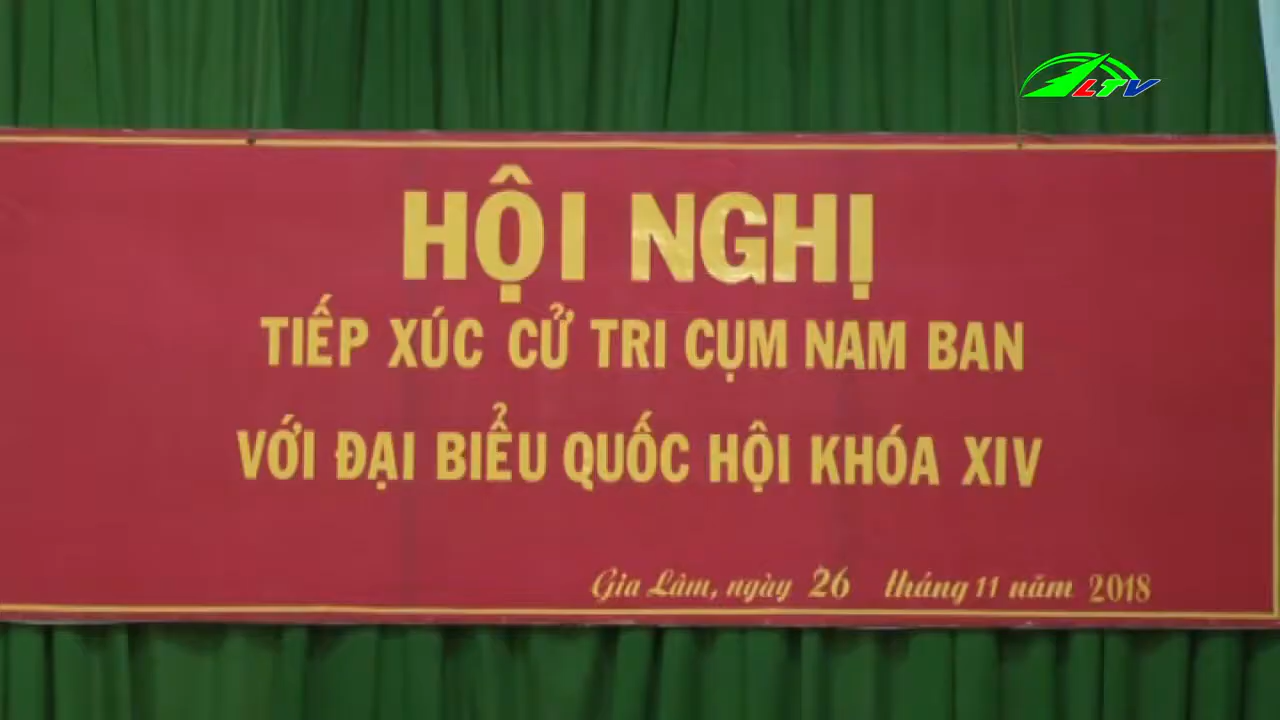 LTV
HỘI NGHỊ
TIẾP XÚC CỬ TRI CỤM NAM BAN
VỚI ĐẠI BIỂU QUỐC HỘI KHÓA XIV
Gia Lâm, ngày 26 tháng 11 năm 2018